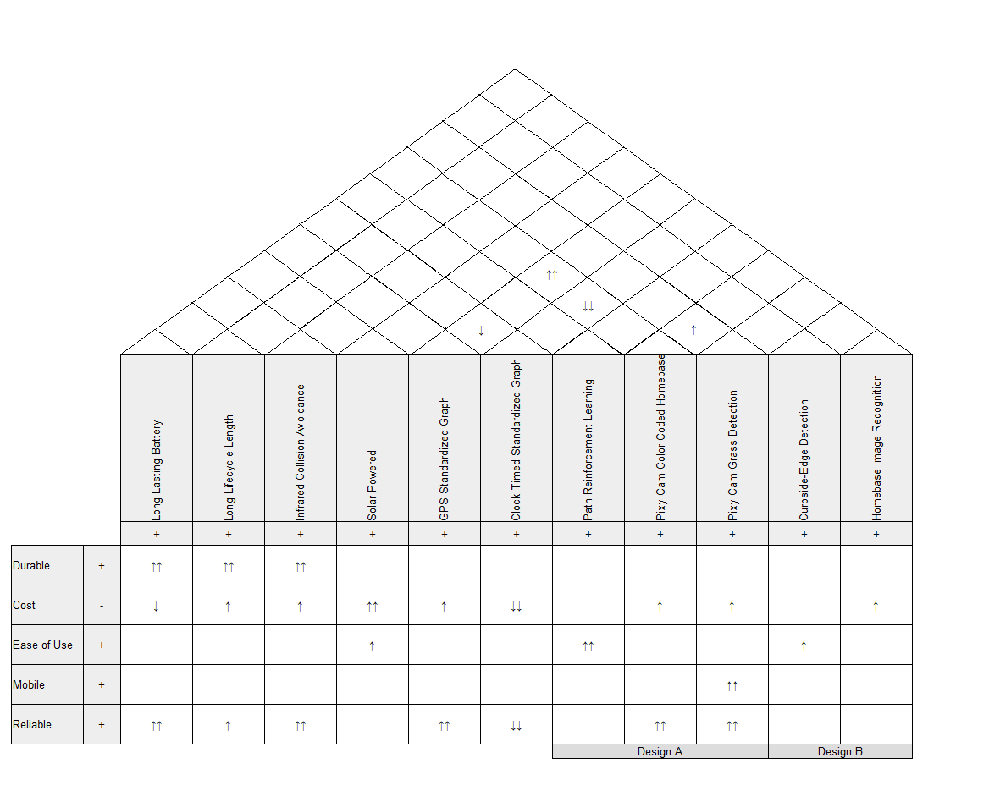 ↑↑
↓↓
↓ ↑
Long Lasting Battery
Long Lifecycle Length
Infrared Collision Avoidance
Solar Powered
GPS Standardized Graph
Clock Timed Standardized Graph
Path Reinforcement Learning
Pixy Cam Color Coded Homebase
Pixy Cam Grass Detection
Curbside-Edge Detection
Homebase Image Recognition
+ + + + + + + + + + +
Durable + ↑↑ ↑↑ ↑↑
Cost - ↓ ↑ ↑ ↑↑ ↑ ↓↓ ↑ ↑ ↑
Ease of Use + ↑ ↑↑ ↑
Mobile + ↑↑
Reliable + ↑↑ ↑ ↑↑ ↑↑ ↓↓ ↑↑ ↑↑
Design A Design B